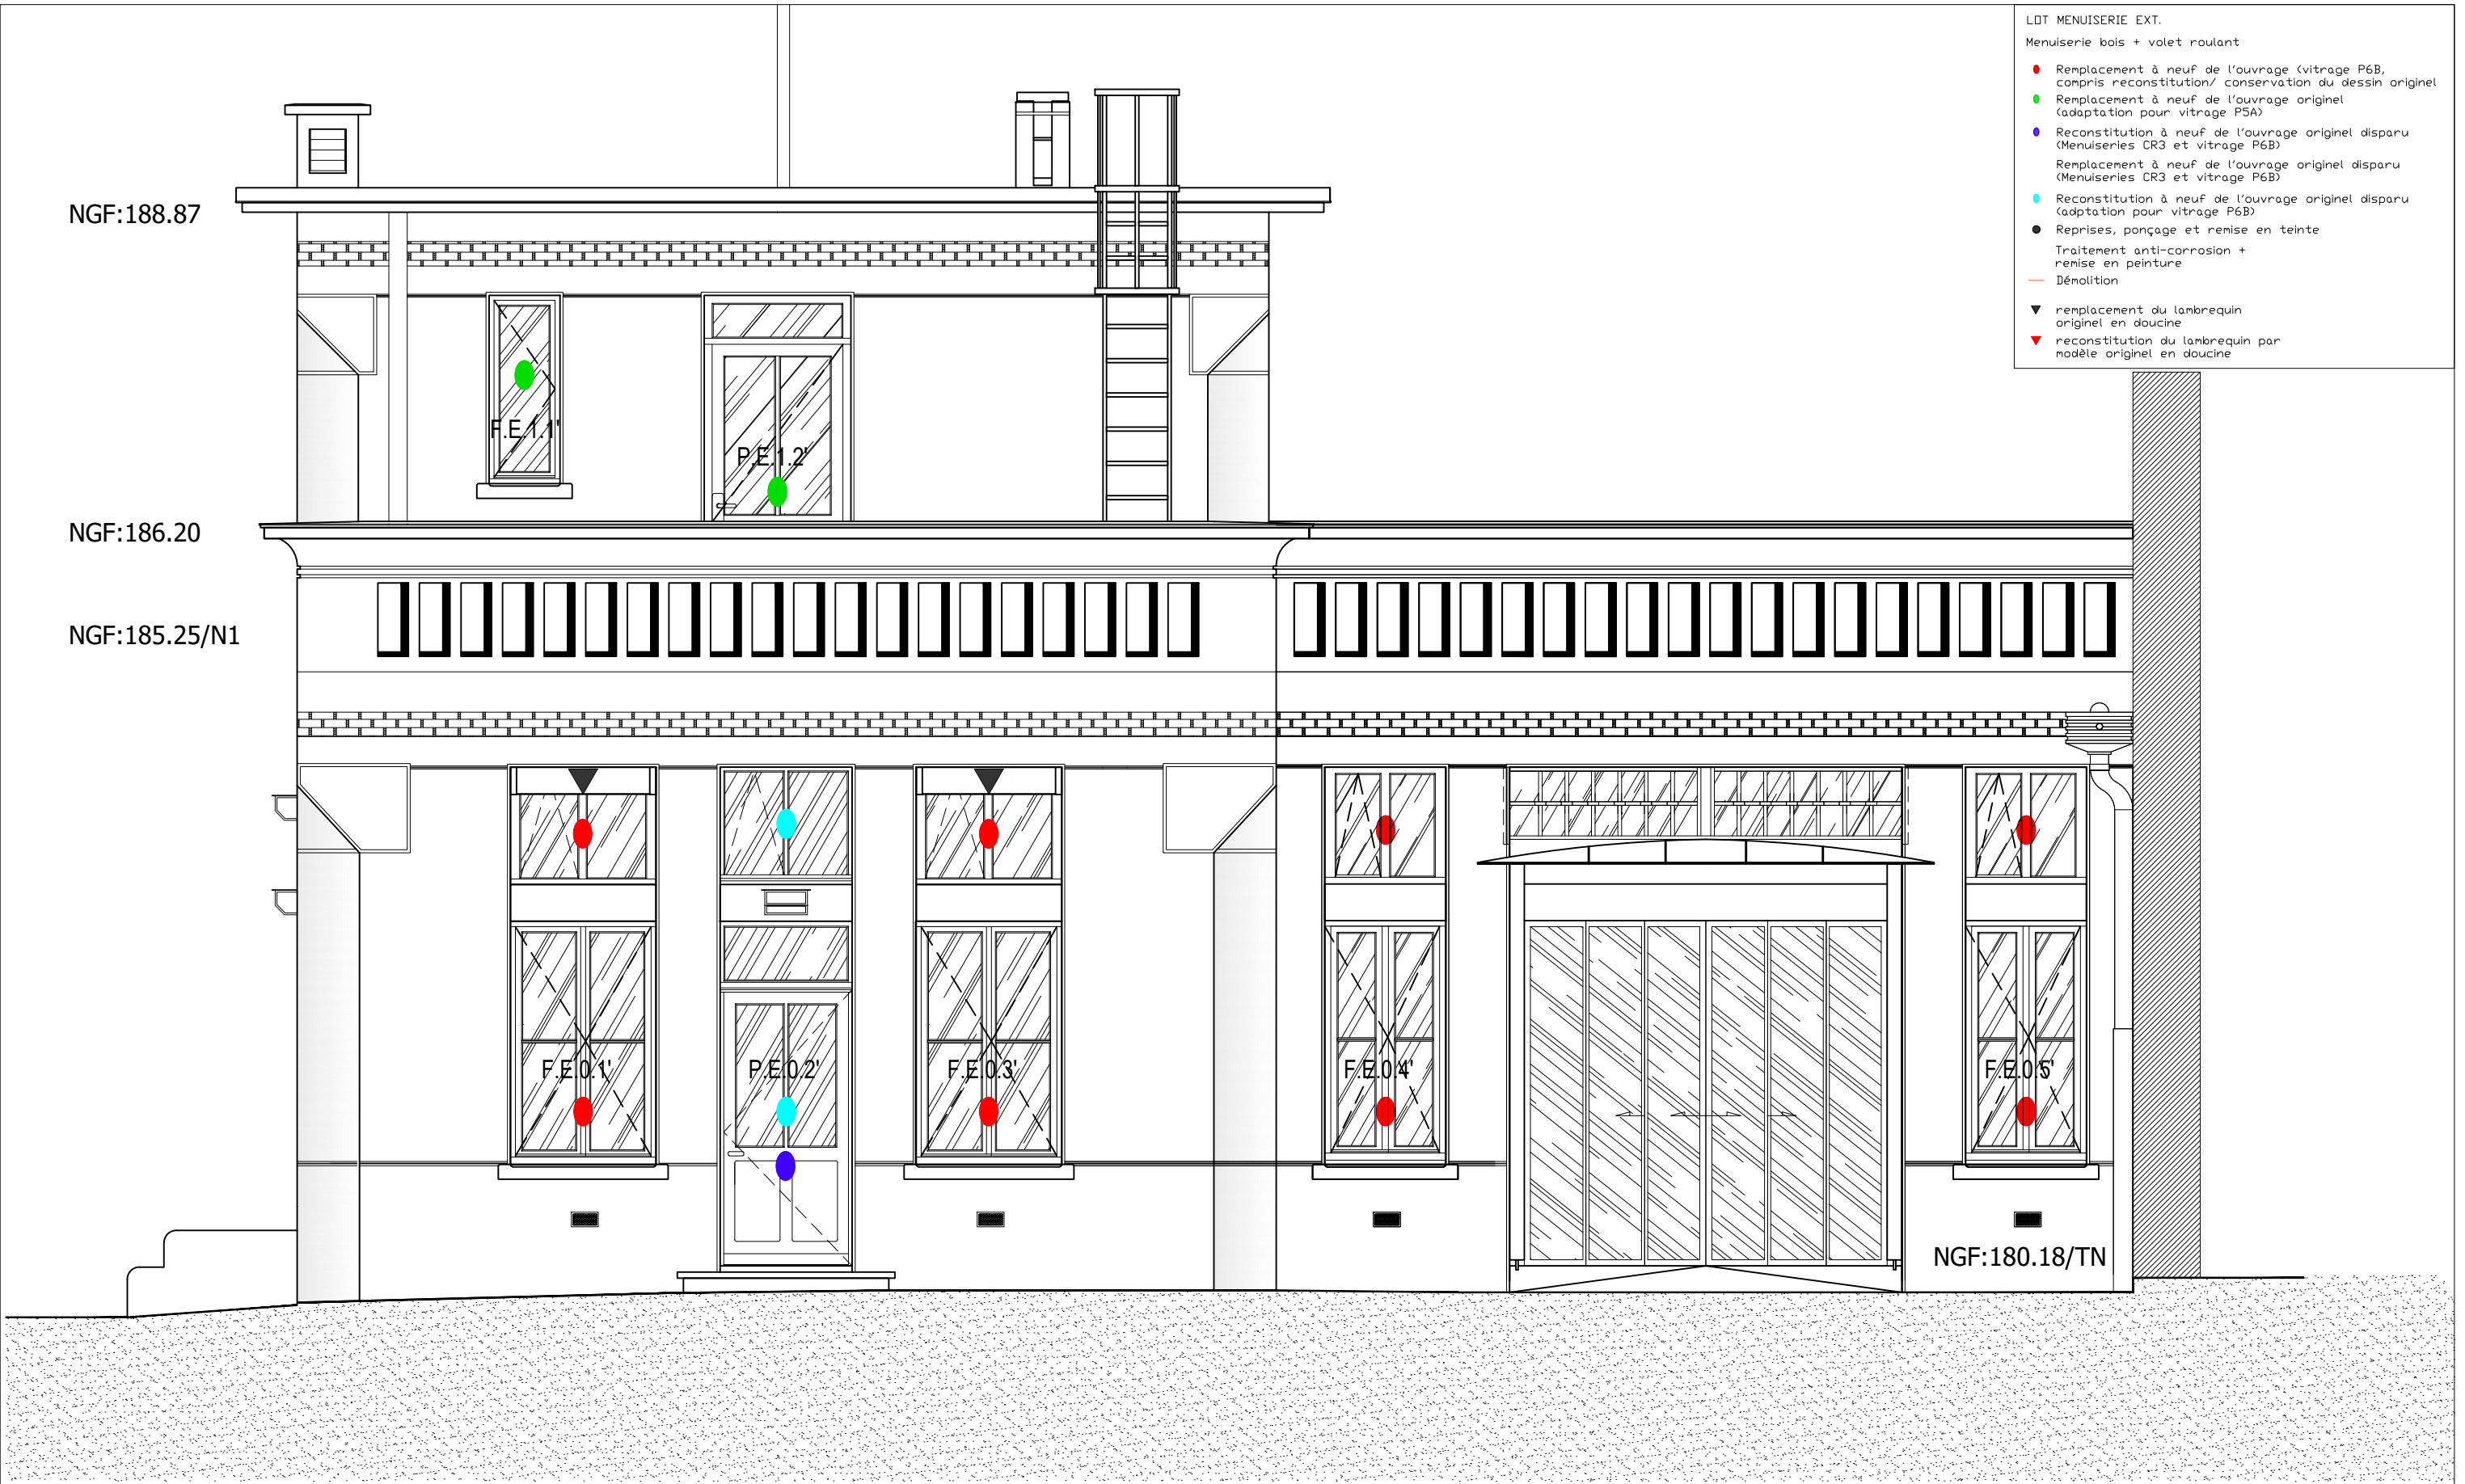 LOT MENUISERIE EXT.
Menuiserie bois + volet roulant
Remplacement à neuf de l'ouvrage (vitrage P6B,
compris reconstitution/ conservation du dessin originel
Remplacement à neuf de l'ouvrage originel
(adaptation pour vitrage P5A)
Reconstitution à neuf de l'ouvrage originel disparu
(Menuiseries CR3 et vitrage P6B)
Remplacement à neuf de l'ouvrage originel disparu
(Menuiseries CR3 et vitrage P6B)
Reconstitution à neuf de l'ouvrage originel disparu
(adptation pour vitrage P6B)
Reprises, ponçage et remise en teinte
Traitement anti-corrosion +
remise en peinture
Démolition
remplacement du lambrequin
originel en doucine
reconstitution du lambrequin par
modèle originel en doucine
NGF:188.87
F.E.1.1'
P.E.1.2'
NGF:186.20
NGF:185.25/N1
F.E.0.1'
P.E.0.2'
F.E.0.3'
F.E.0.4'
F.E.0.5'
NGF:180.18/TN